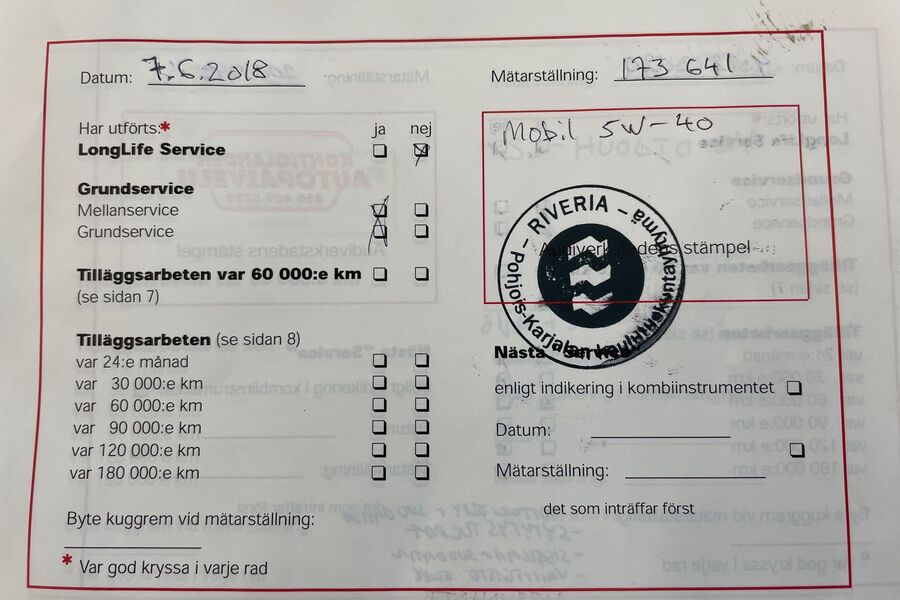 Datum: 7.6.2018
Mätarställning: 173 641
Har utförts:* ja nej
LongLife Service
Grundservice
Mellanservice
Grundservice
Tilläggsarbeten var 60 000:e km
(se sidan 7)
Tilläggsarbeten (se sidan 8)
var 24:e månad
var 30 000:e km
var 60 000:e km
var 90 000:e km
var 120 000:e km
var 180 000:e km
Byte kuggrem vid mätarställning:
* Var god kryssa i varje rad
Mobil 5W-40
Audiverkstadens stämpel
- RIVERIA -
Pohjois-Karjalan koulutuskuntayhtymä
Nästa service
enligt indikering i kombiinstrumentet
Datum:
Mätarställning:
det som inträffar först